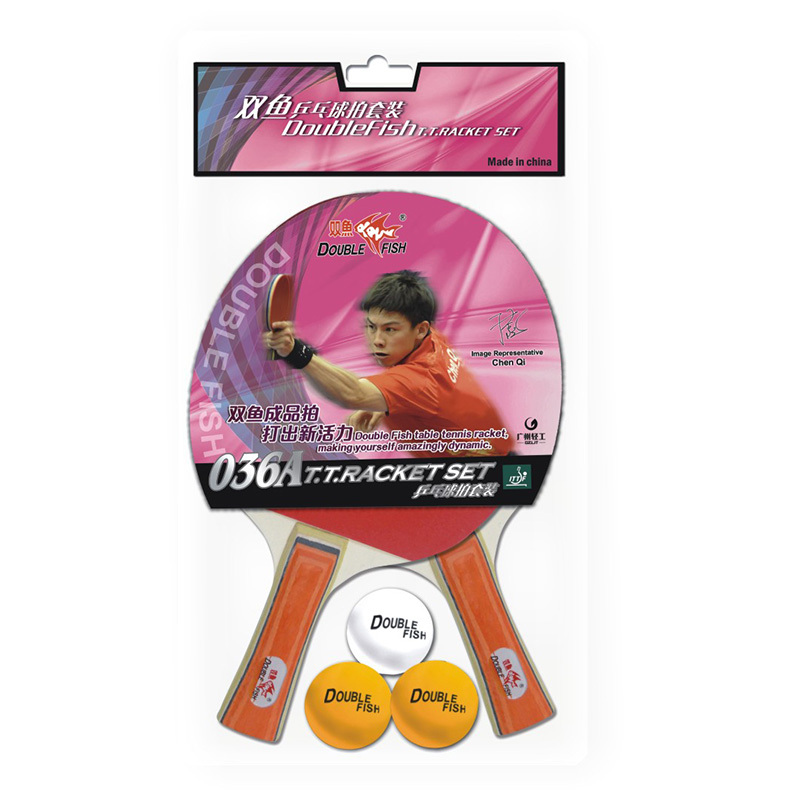 双鱼乒乓球拍套装
DoubleFish T.T.RACKET SET
Made in china
双魚
®
DOUBLE FISH
DOUBLE FISH
Image Representative
Chen Qi
双鱼成品拍
打出新活力 Double Fish table tennis racket,
making yourself amazingly dynamic.
广州轻工
036A T.T.RACKET SET
乒乓球拍套装
ITTF
DOUBLE
FISH
DOUBLE
FISH
DOUBLE
FISH